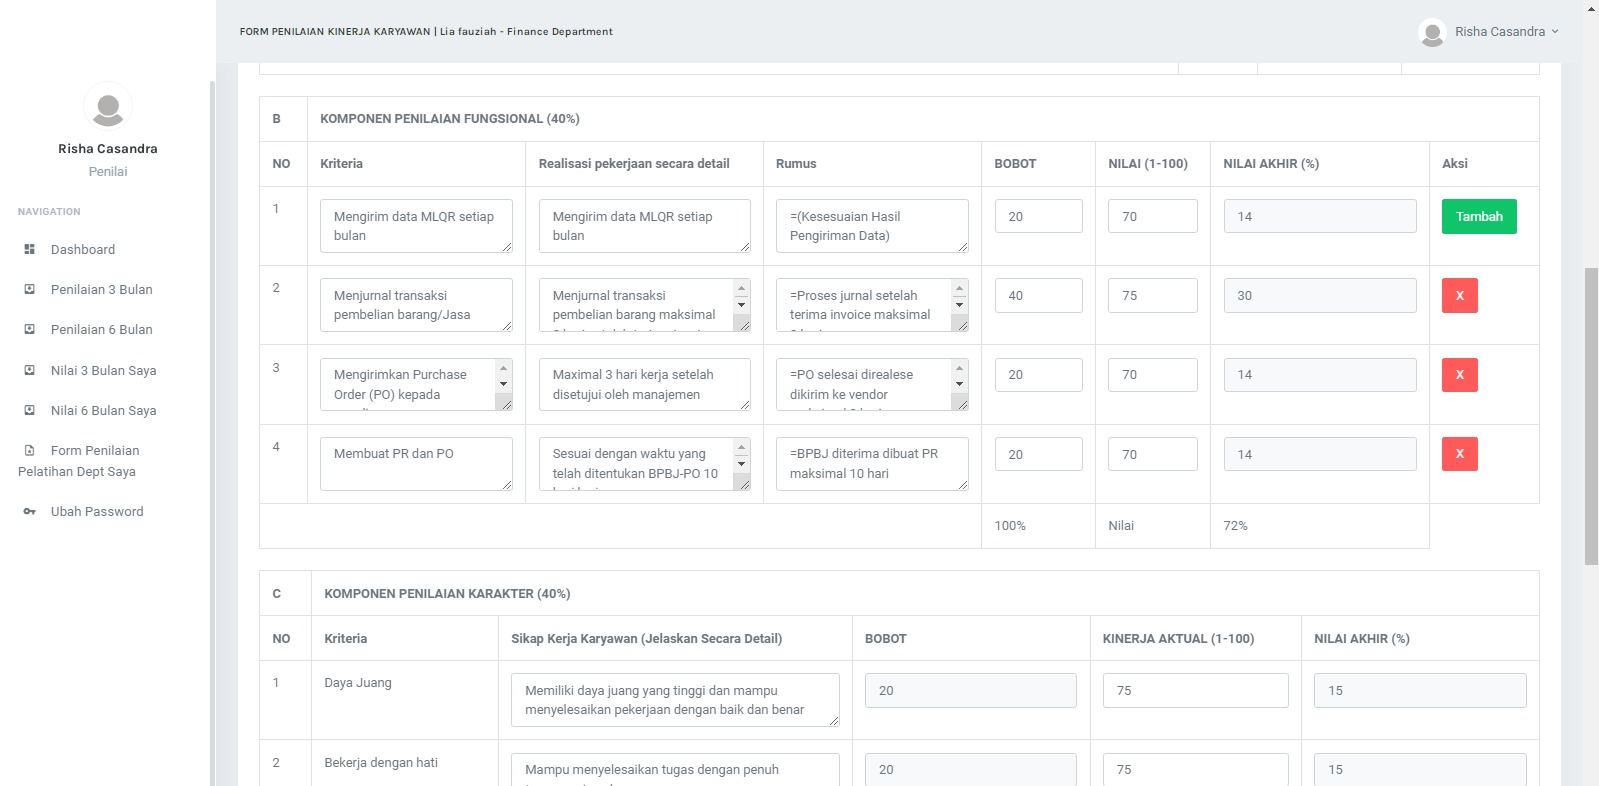 FORM PENILAIAN KINERJA KARYAWAN | Lia fauziah - Finance Department
Risha Casandra
Risha Casandra
Penilai
NAVIGATION
Dashboard
Penilaian 3 Bulan
Penilaian 6 Bulan
Nilai 3 Bulan Saya
Nilai 6 Bulan Saya
Form Penilaian
Pelatihan Dept Saya
Ubah Password
B KOMPONEN PENILAIAN FUNGSIONAL (40%)
NO Kriteria Realisasi pekerjaan secara detail Rumus BOBOT NILAI (1-100) NILAI AKHIR (%) Aksi
1 Mengirim data MLQR setiap Mengirim data MLQR setiap =(Kesesuaian Hasil 20 70 14 Tambah
bulan bulan Pengiriman Data)
2 Menjurnal transaksi Menjurnal transaksi =Proses jurnal setelah 40 75 30 X
pembelian barang/Jasa pembelian barang maksimal terima invoice maksimal
3 Mengirimkan Purchase Maximal 3 hari kerja setelah =PO selesai direalese 20 70 14 X
Order (PO) kepada disetujui oleh manajemen dikirim ke vendor
4 Membuat PR dan PO Sesuai dengan waktu yang =BPBJ diterima dibuat PR 20 70 14 X
telah ditentukan BPBJ-PO 10 maksimal 10 hari
100% Nilai 72%
C KOMPONEN PENILAIAN KARAKTER (40%)
NO Kriteria Sikap Kerja Karyawan (Jelaskan Secara Detail) BOBOT KINERJA AKTUAL (1-100) NILAI AKHIR (%)
1 Daya Juang Memiliki daya juang yang tinggi dan mampu 20 75 15
menyelesaikan pekerjaan dengan baik dan benar
2 Bekerja dengan hati Mampu menyelesaikan tugas dengan penuh 20 75 15